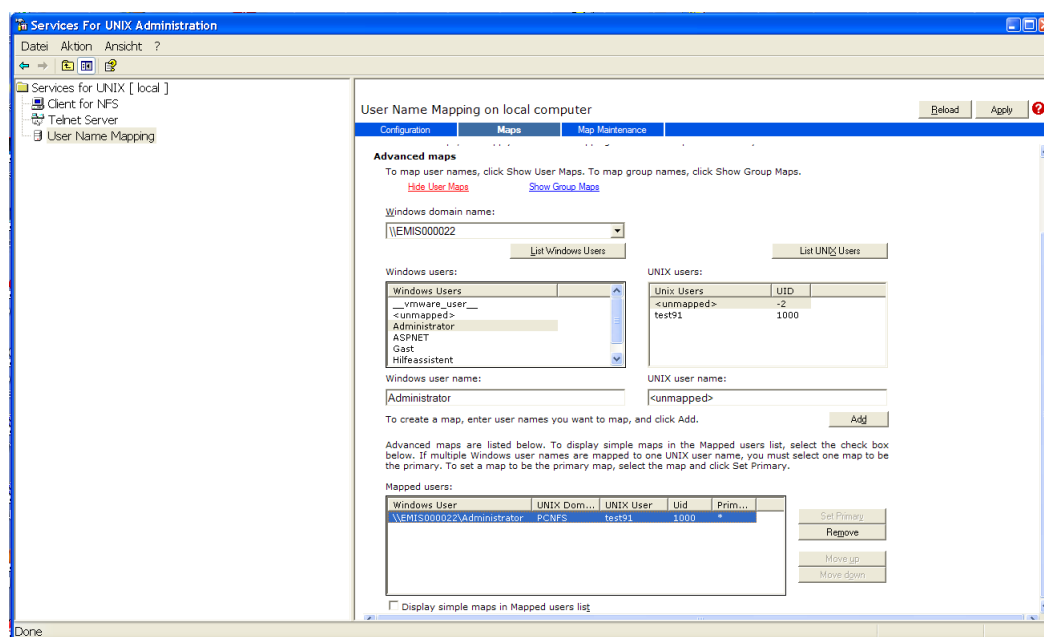 Services For UNIX Administration
Datei Aktion Ansicht ?
Services for UNIX [ local ]
Client for NFS
Telnet Server
User Name Mapping
User Name Mapping on local computer
Reload Apply
Configuration Maps Map Maintenance
Advanced maps
To map user names, click Show User Maps. To map group names, click Show Group Maps.
Hide User Maps Show Group Maps
Windows domain name:
\\EMIS000022
List Windows Users List UNIX Users
Windows users: UNIX users:
Windows Users Unix Users UID
__vmware_user__ <unmapped> -2
<unmapped> test91 1000
Administrator
ASPNET
Gast
Hilfeassistent
Windows user name: UNIX user name:
Administrator <unmapped>
To create a map, enter user names you want to map, and click Add. Add
Advanced maps are listed below. To display simple maps in the Mapped users list, select the check box
below. If multiple Windows user names are mapped to one UNIX user name, you must select one map to be
the primary. To set a map to be the primary map, select the map and click Set Primary.
Mapped users:
Windows User UNIX Dom... UNIX User Uid Prim...
\\EMIS000022\Administrator PCNFS test91 1000 *
Set Primary
Remove
Move up
Move down
Display simple maps in Mapped users list
Done